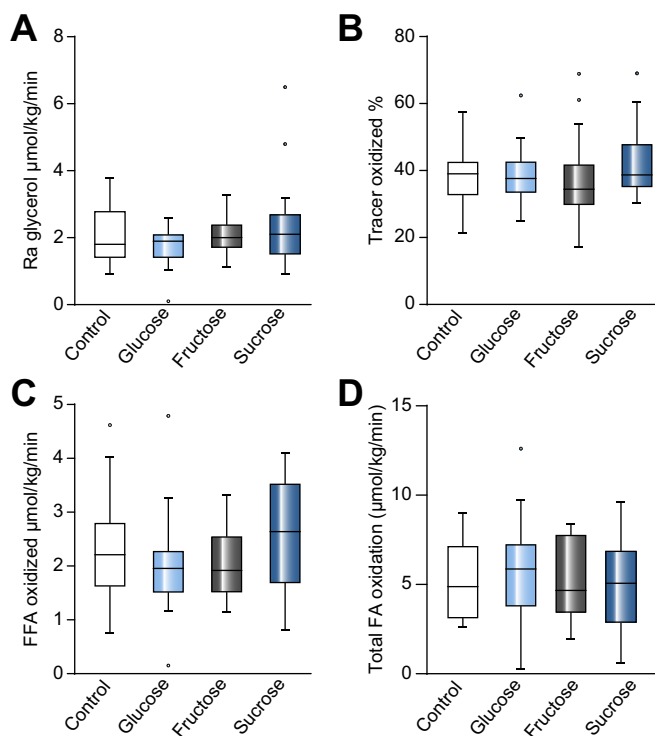 A
Ra glycerol µmol/kg/min
8
6
4
2
0
Control
Glucose
Fructose
Sucrose
B
Tracer oxidized %
80
60
40
20
0
Control
Glucose
Fructose
Sucrose
C
FFA oxidized µmol/kg/min
5
4
3
2
1
0
Control
Glucose
Fructose
Sucrose
D
Total FA oxidation (µmol/kg/min)
15
10
5
0
Control
Glucose
Fructose
Sucrose